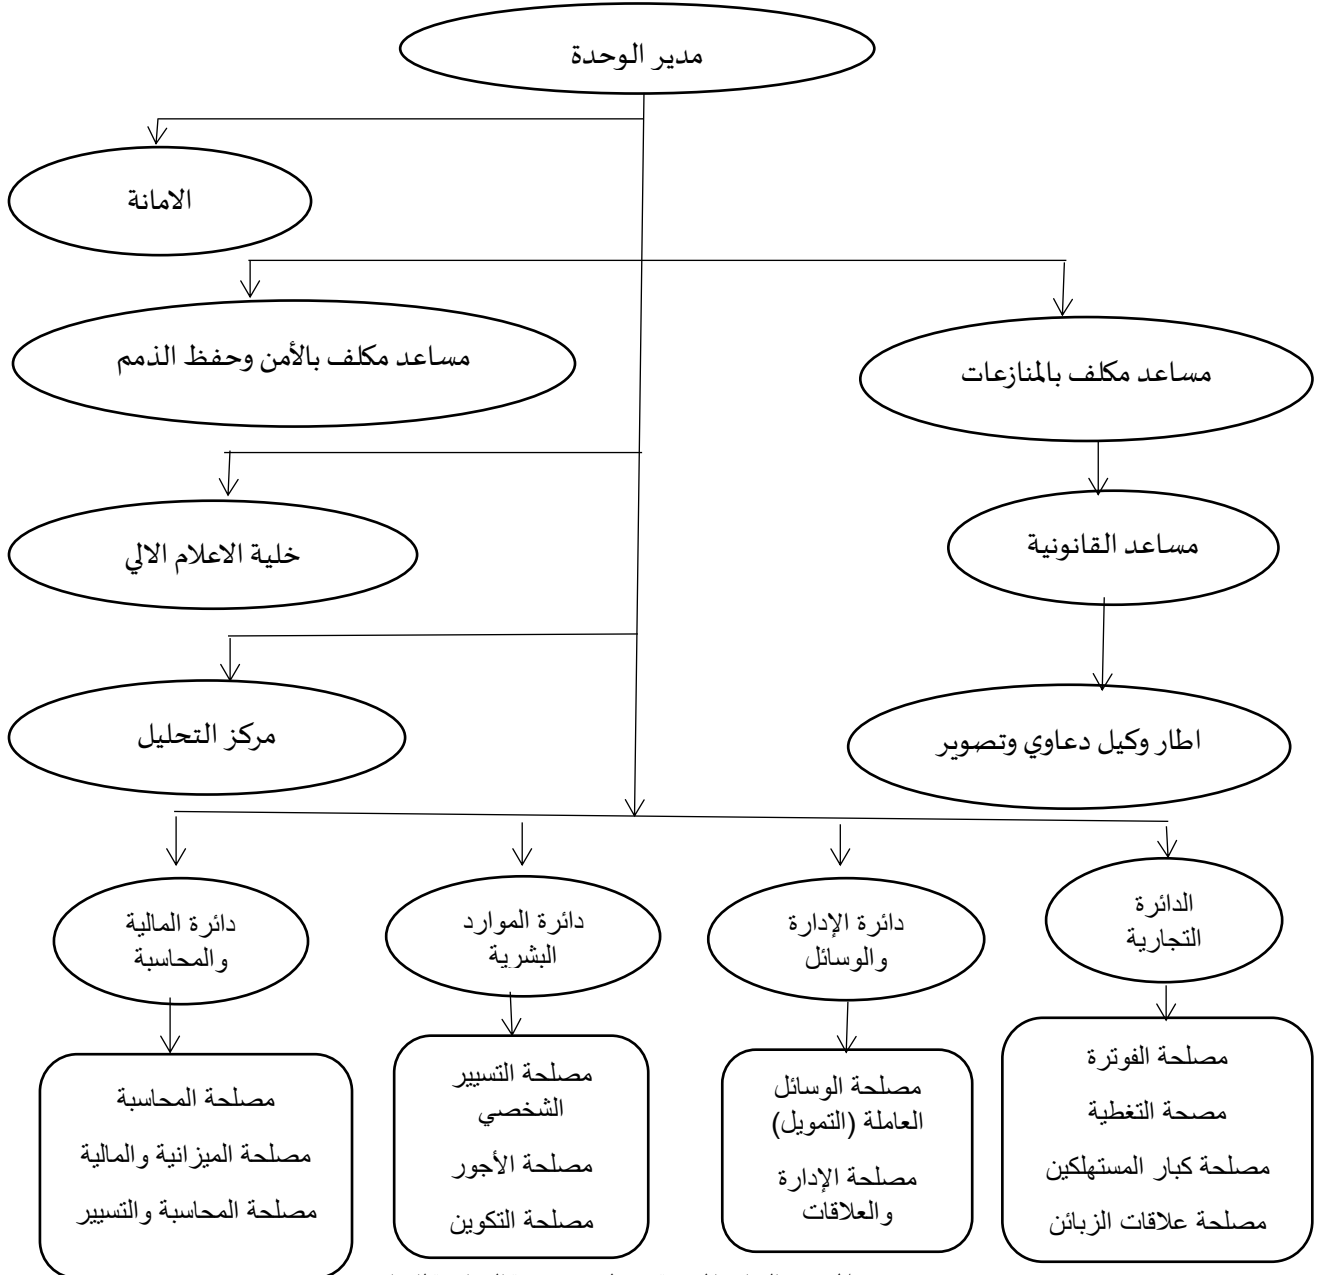 مدير الوحدة
الامانة
مساعد مكلف بالأمن وحفظ الذمم
مساعد مكلف بالمنازعات
خلية الاعلام الالي
مساعد القانونية
مركز التحليل
اطار وكيل دعاوي وتصوير
الدائرة
التجارية
دائرة الإدارة
والوسائل
دائرة الموارد
البشرية
دائرة المالية
والمحاسبة
مصلحة الفوترة
مصحة التغطية
مصلحة كبار المستهلكين
مصلحة علاقات الزبائن
مصلحة الوسائل
العاملة (التمويل)
مصلحة الإدارة
والعلاقات
مصلحة التسيير
الشخصي
مصلحة الأجور
مصلحة التكوين
مصلحة المحاسبة
مصلحة الميزانية والمالية
مصلحة المحاسبة والتسيير